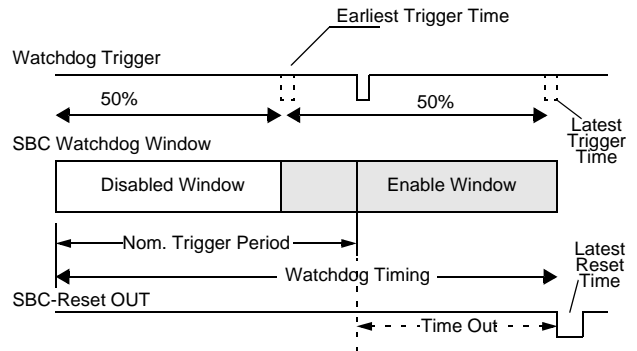 Earliest Trigger Time
Watchdog Trigger
50%
50%
Latest
Trigger
Time
SBC Watchdog Window
Disabled Window
Enable Window
Nom. Trigger Period
Latest
Reset
Time
Watchdog Timing
SBC-Reset OUT
Time Out